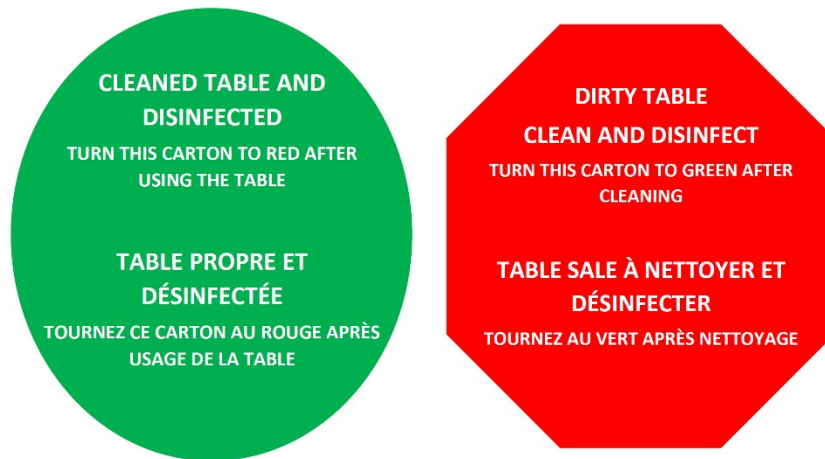 CLEANED TABLE AND
DISINFECTED
TURN THIS CARTON TO RED AFTER
USING THE TABLE
TABLE PROPRE ET
DÉSINFECTÉE
TOURNEZ CE CARTON AU ROUGE APRÈS
USAGE DE LA TABLE
DIRTY TABLE
CLEAN AND DISINFECT
TURN THIS CARTON TO GREEN AFTER
CLEANING
TABLE SALE À NETTOYER ET
DÉSINFECTER
TOURNEZ AU VERT APRÈS NETTOYAGE